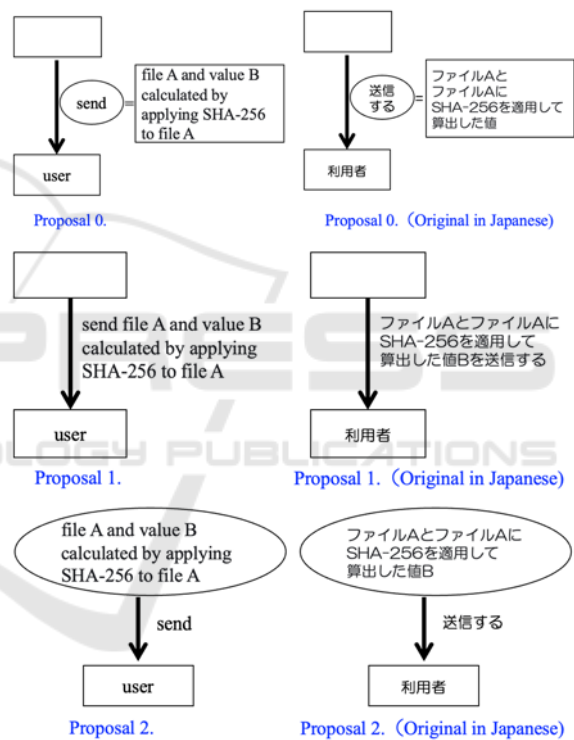 send
=
file A and value B
calculated by
applying SHA-256
to file A
user
Proposal 0.
送信
する
=
ファイルAと
ファイルAに
SHA-256を適用して
算出した値
利用者
Proposal 0.（Original in Japanese)
send file A and value B
calculated by applying
SHA-256 to file A
user
Proposal 1.
ファイルAとファイルAに
SHA-256を適用して
算出した値Bを送信する
利用者
Proposal 1.（Original in Japanese)
file A and value B
calculated by applying
SHA-256 to file A
send
user
Proposal 2.
ファイルAとファイルAに
SHA-256を適用して
算出した値B
送信する
利用者
Proposal 2.（Original in Japanese)
PUBLICATIONS